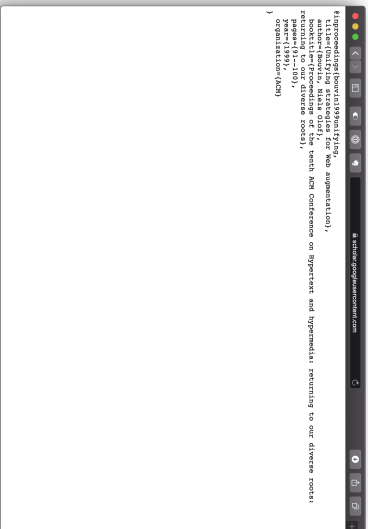 scholar.googleusercontent.com
@inproceedings{bouvin1999unifying,
title={Unifying strategies for Web augmentation},
author={Bouvin, Niels Olof},
booktitle={Proceedings of the tenth ACM Conference on Hypertext and hypermedia: returning to our diverse roots:
returning to our diverse roots},
pages={91--100},
year={1999},
organization={ACM}
}